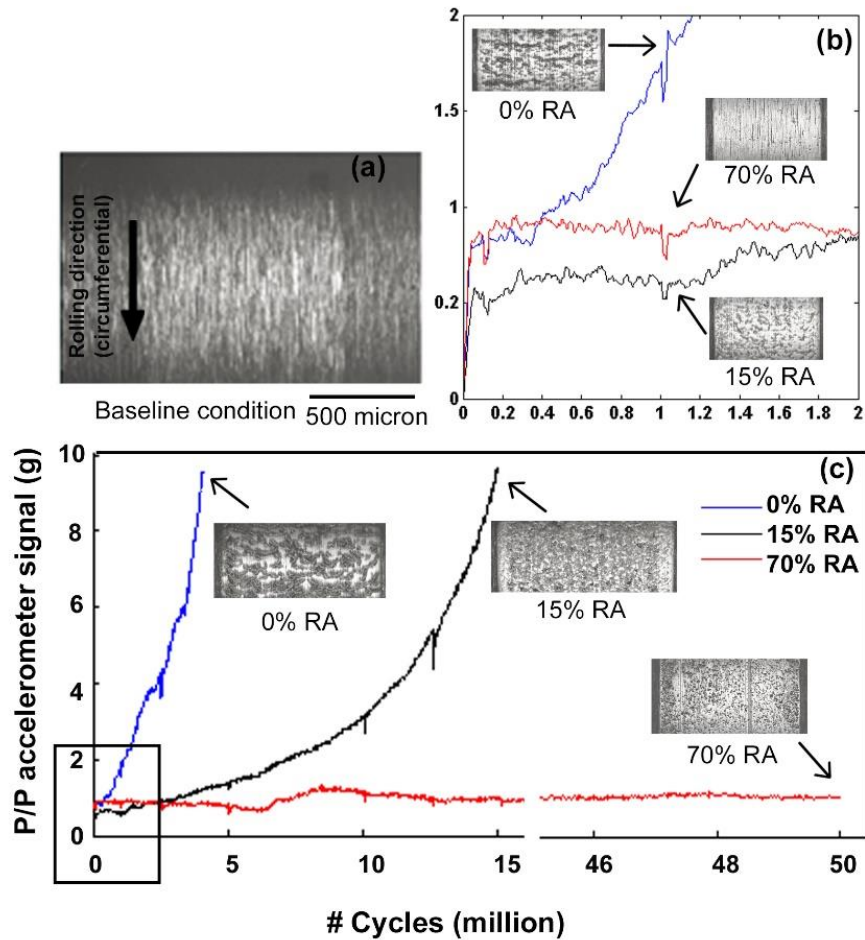 (a)
Rolling direction
(circumferential)
Baseline condition
500 micron
(b)
2
1.5
1
0.2
0
0% RA
70% RA
15% RA
0 0.2 0.4 0.6 0.8 1 1.2 1.4 1.6 1.8 2
(c)
P/P accelerometer signal (g)
10
8
6
4
2
0
0% RA
15% RA
70% RA
0% RA
15% RA
70% RA
0 5 10 15 46 48 50
# Cycles (million)